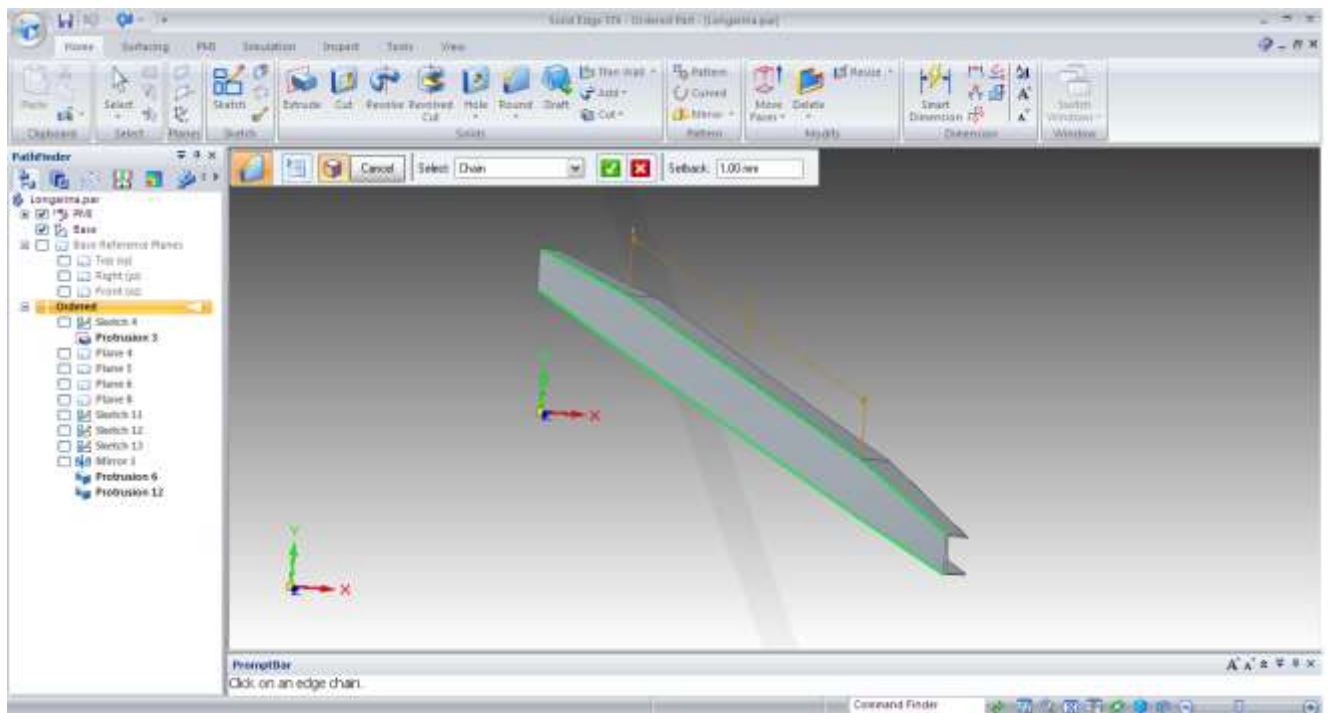 Solid Edge ST4 - Ordered Part - [Longarina.par]
Home Surfacing PMI Simulation Inspect Tools View
Paste Select Sketch Extrude Cut Revolve Revolved Cut Hole Round Draft Thin Wall Add Cut Pattern Curved Mirror Move Faces Delete Resize Smart Dimension A A Switch Windows
Clipboard Select Planes Sketch Solids Pattern Modify Dimension Window
PathFinder
Cancel Select: Chain Setback: 1.00 mm
Longarina.par
PMI
Base
Base Reference Planes
Top (xy)
Right (yz)
Front (xz)
Ordered
Sketch 4
Protrusion 3
Plane 4
Plane 5
Plane 6
Plane 8
Sketch 11
Sketch 12
Sketch 13
Mirror 1
Protrusion 6
Protrusion 12
X
Y
X
PromptBar
Click on an edge chain.
Command Finder